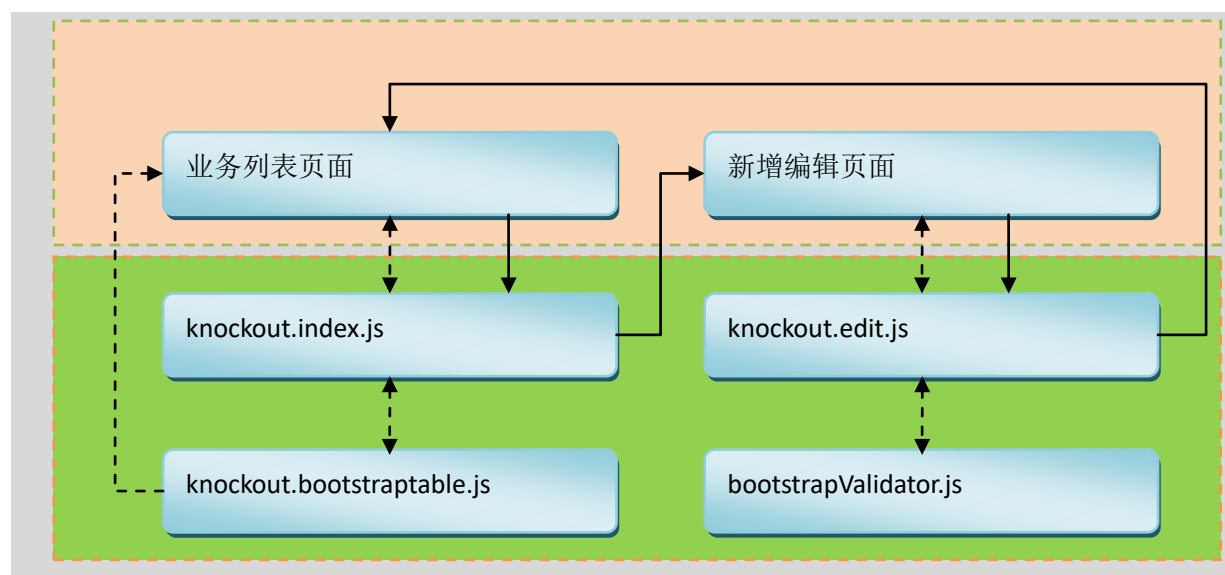 业务列表页面
新增编辑页面
knockout.index.js
knockout.edit.js
knockout.bootstraptable.js
bootstrapValidator.js